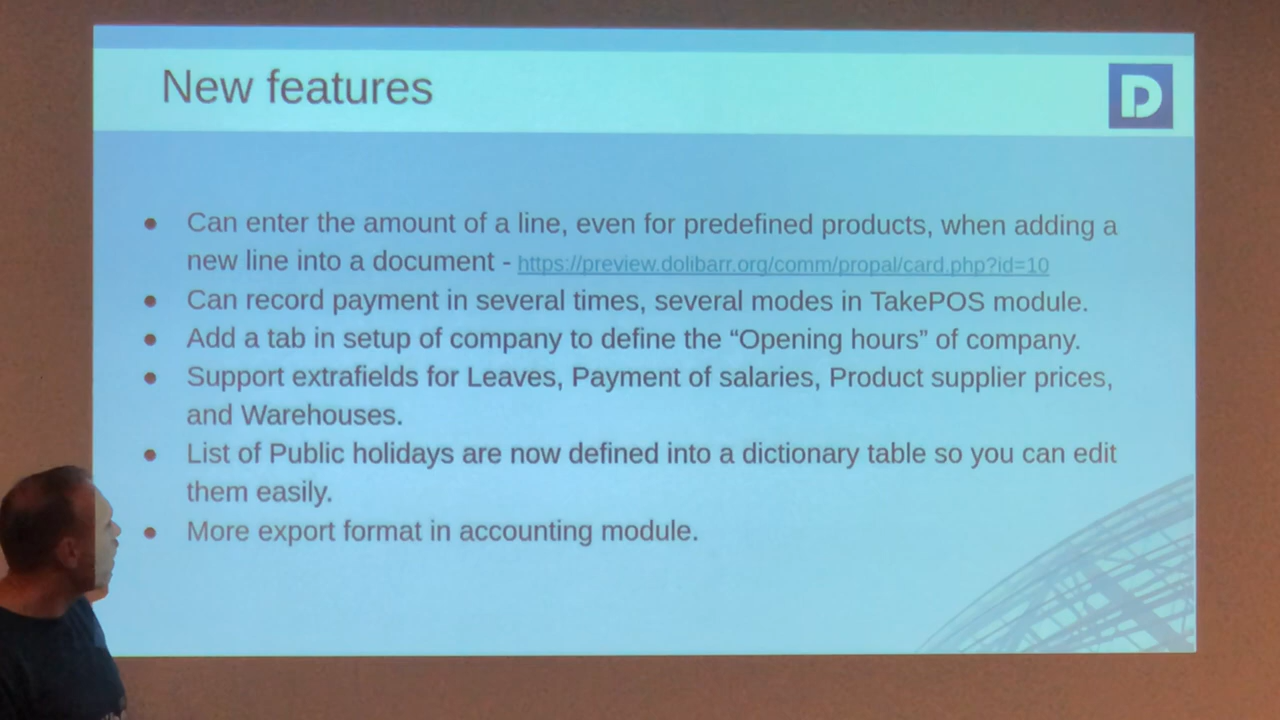 New features
D
● Can enter the amount of a line, even for predefined products, when adding a
new line into a document - https://preview.dolibarr.org/comm/propal/card.php?id=10
● Can record payment in several times, several modes in TakePOS module.
● Add a tab in setup of company to define the “Opening hours” of company.
● Support extrafields for Leaves, Payment of salaries, Product supplier prices,
and Warehouses.
● List of Public holidays are now defined into a dictionary table so you can edit
them easily.
● More export format in accounting module.